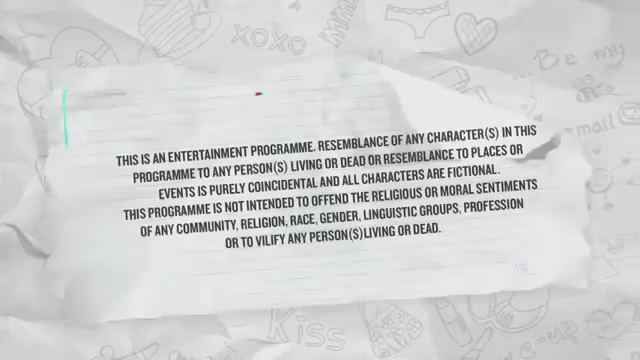 XOXO
MMM
Be my
mall
THIS IS AN ENTERTAINMENT PROGRAMME. RESEMBLANCE OF ANY CHARACTER(S) IN THIS
PROGRAMME TO ANY PERSON(S) LIVING OR DEAD OR RESEMBLANCE TO PLACES OR
EVENTS IS PURELY COINCIDENTAL AND ALL CHARACTERS ARE FICTIONAL.
THIS PROGRAMME IS NOT INTENDED TO OFFEND THE RELIGIOUS OR MORAL SENTIMENTS
OF ANY COMMUNITY, RELIGION, RACE, GENDER, LINGUISTIC GROUPS, PROFESSION
OR TO VILIFY ANY PERSON(S)LIVING OR DEAD.
Kiss